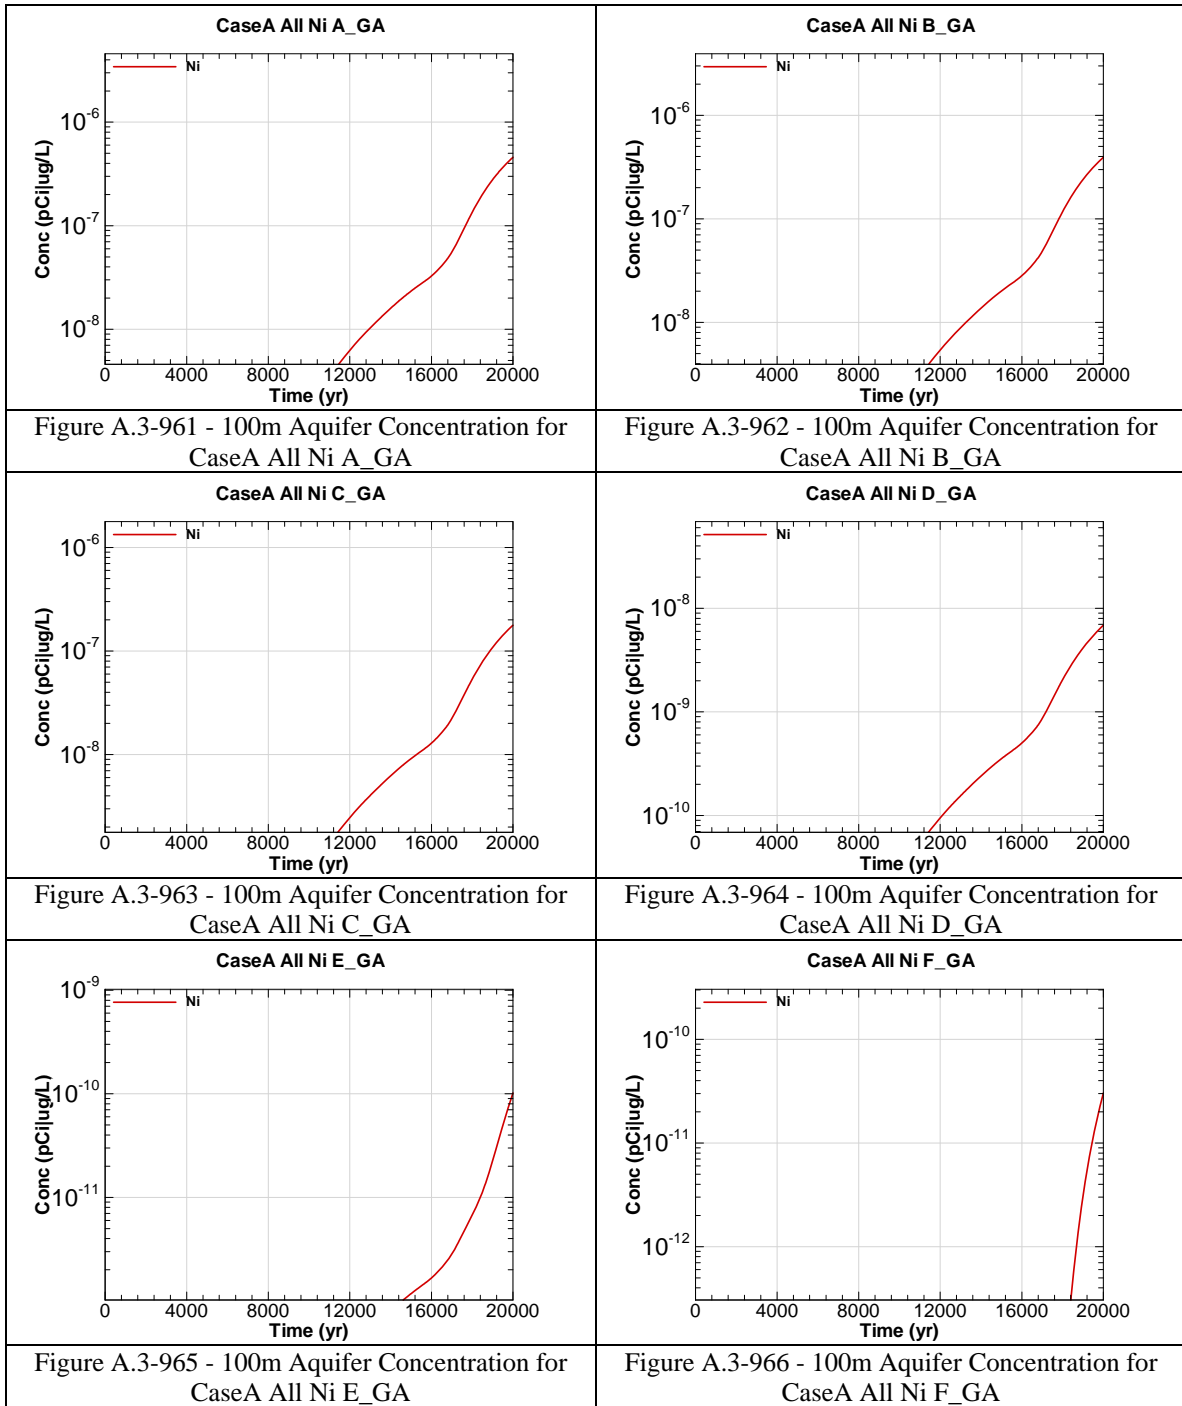 CaseA All Ni A_GA
Ni
Conc (pCi|ug/L)
10-6
10-7
10-8
0 4000 8000 12000 16000 20000
Time (yr)
Figure A.3-961 - 100m Aquifer Concentration for
CaseA All Ni A_GA
CaseA All Ni B_GA
Ni
Conc (pCi|ug/L)
10-6
10-7
10-8
0 4000 8000 12000 16000 20000
Time (yr)
Figure A.3-962 - 100m Aquifer Concentration for
CaseA All Ni B_GA
CaseA All Ni C_GA
Ni
Conc (pCi|ug/L)
10-6
10-7
10-8
0 4000 8000 12000 16000 20000
Time (yr)
Figure A.3-963 - 100m Aquifer Concentration for
CaseA All Ni C_GA
CaseA All Ni D_GA
Ni
Conc (pCi|ug/L)
10-8
10-9
10-10
0 4000 8000 12000 16000 20000
Time (yr)
Figure A.3-964 - 100m Aquifer Concentration for
CaseA All Ni D_GA
CaseA All Ni E_GA
Ni
Conc (pCi|ug/L)
10-9
10-10
10-11
0 4000 8000 12000 16000 20000
Time (yr)
Figure A.3-965 - 100m Aquifer Concentration for
CaseA All Ni E_GA
CaseA All Ni F_GA
Ni
Conc (pCi|ug/L)
10-10
10-11
10-12
0 4000 8000 12000 16000 20000
Time (yr)
Figure A.3-966 - 100m Aquifer Concentration for
CaseA All Ni F_GA